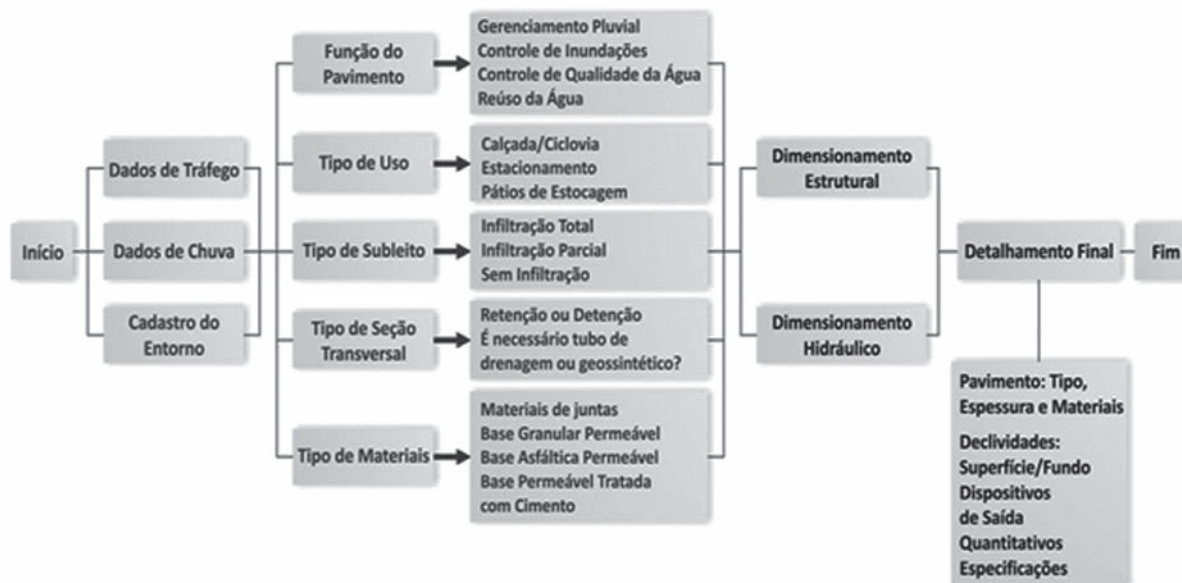 Início
Dados de Tráfego
Dados de Chuva
Cadastro do
Entorno
Função do
Pavimento
Gerenciamento Pluvial
Controle de Inundações
Controle de Qualidade da Água
Reúso da Água
Tipo de Uso
Calçada/Ciclovia
Estacionamento
Pátios de Estocagem
Tipo de Subleito
Infiltração Total
Infiltração Parcial
Sem Infiltração
Tipo de Seção
Transversal
Retenção ou Detenção
É necessário tubo de
drenagem ou geossintético?
Tipo de Materiais
Materiais de juntas
Base Granular Permeável
Base Asfáltica Permeável
Base Permeável Tratada
com Cimento
Dimensionamento
Estrutural
Dimensionamento
Hidráulico
Detalhamento Final
Fim
Pavimento: Tipo,
Espessura e Materiais
Declividades:
Superfície/Fundo
Dispositivos
de Saída
Quantitativos
Especificações